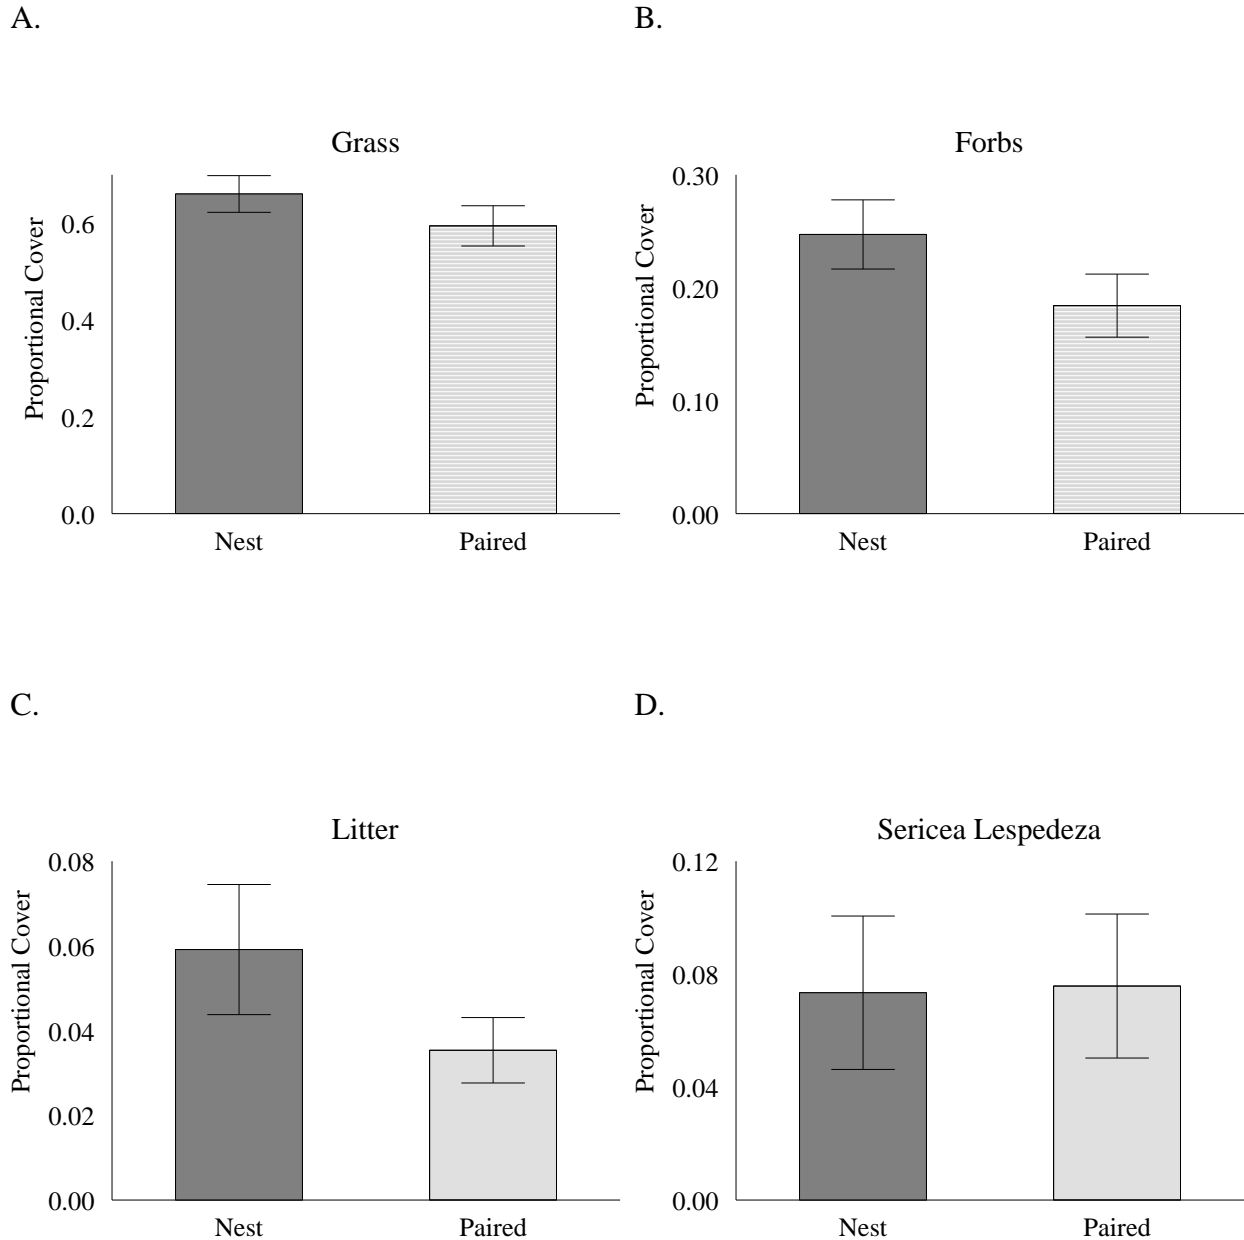 A.
Grass
Proportional Cover
0.6
0.4
0.2
0.0
Nest Paired
B.
Forbs
Proportional Cover
0.30
0.20
0.10
0.00
Nest Paired
C.
Litter
Proportional Cover
0.08
0.06
0.04
0.02
0.00
Nest Paired
D.
Sericea Lespedeza
Proportional Cover
0.12
0.08
0.04
0.00
Nest Paired